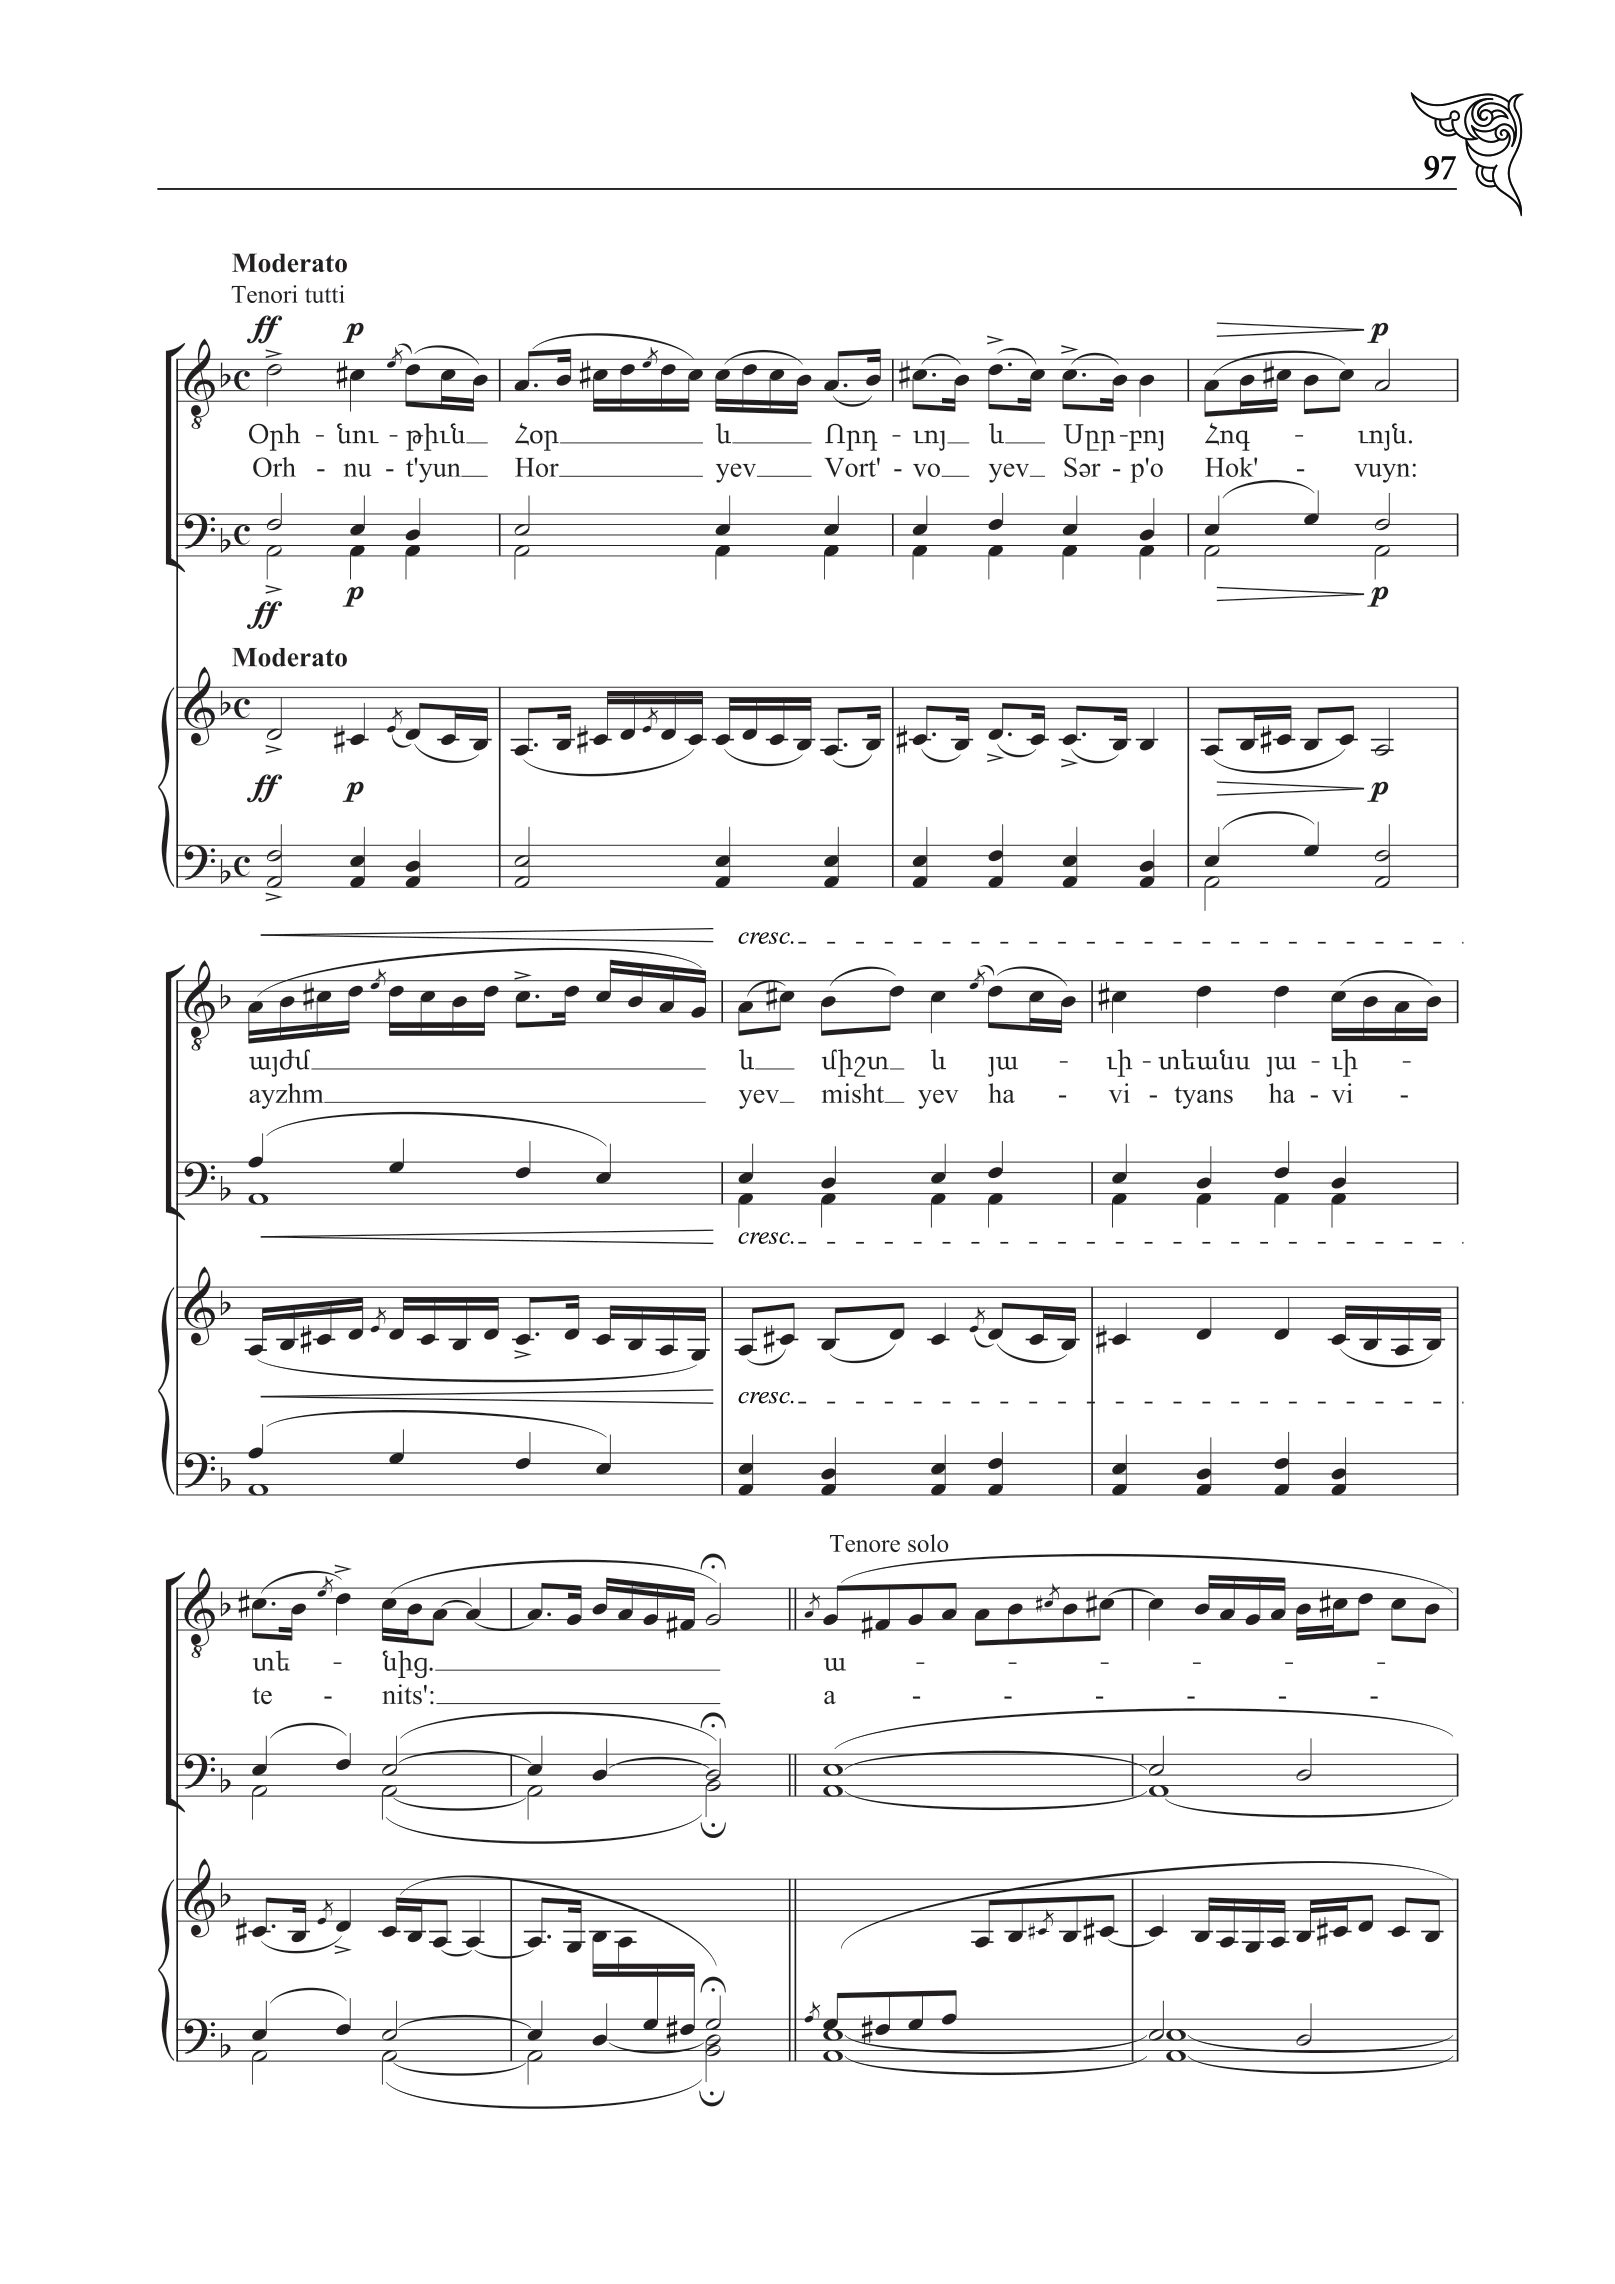 97
Moderato
Tenori tutti
ff p p
Օրհ - նու - թիւն Հօր և Որդ - ւոյ և Սըր - բոյ Հոգ - ւոյն.
Orh - nu - t'yun Hor yev Vort' - vo yev Sər - p'o Hok' - vuyn:
p p
ff
Moderato
ff p p
cresc.
այժմ և միշտ և յա - ւի - տեանս յա - ւի -
ayzhm yev misht yev ha - vi - tyans ha - vi -
cresc.
cresc.
Tenore solo
տե - նից. ա - - - - - - -
te - nits': a - - - - - - -